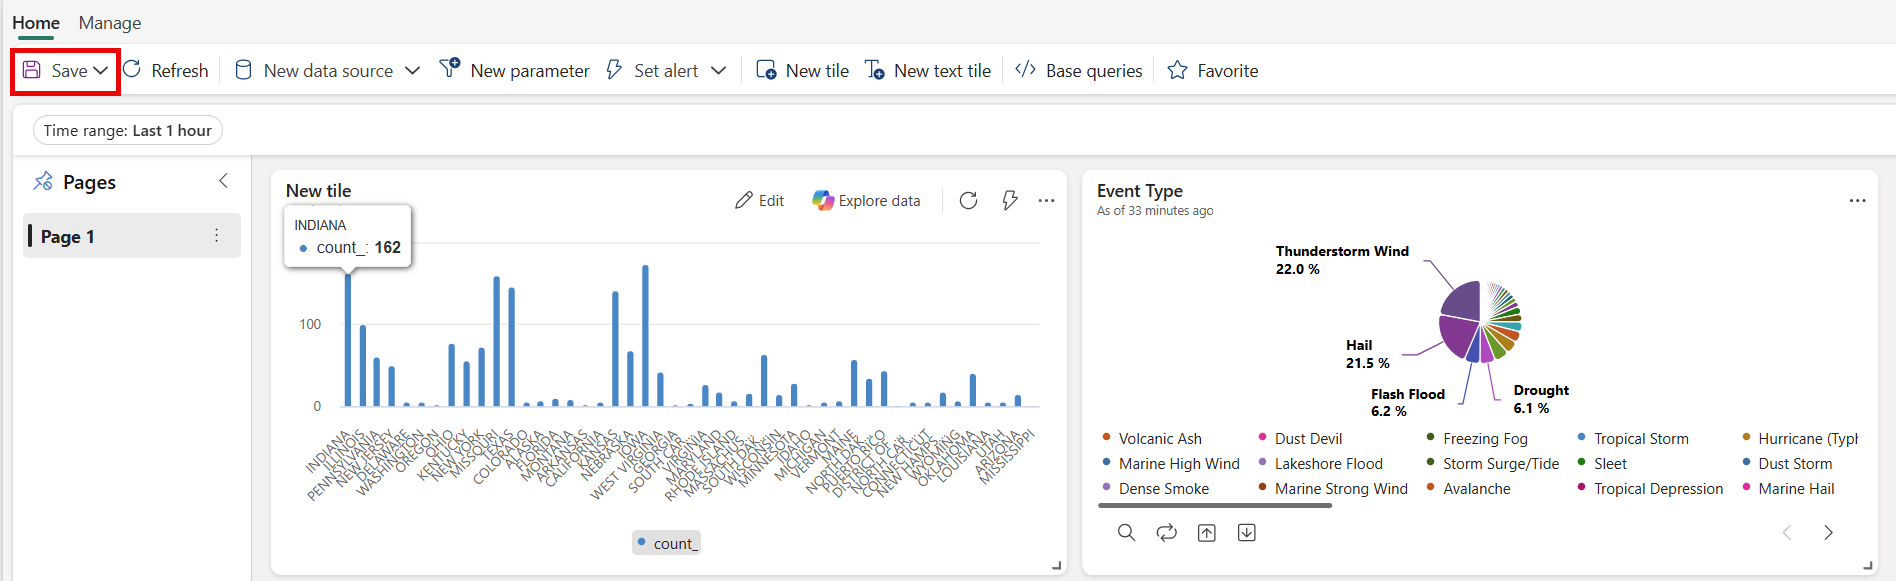 Home Manage
Save Refresh New data source New parameter Set alert New tile New text tile Base queries Favorite
Time range: Last 1 hour
Pages
Page 1
New tile
Edit Explore data
INDIANA
count_: 162
100
0
INDIANA
ILLINOIS
PENNSYLVANIA
NEW JERSEY
DELAWARE
WASHINGTON
OREGON
OHIO
KENTUCKY
NEW YORK
MISSOURI
TEXAS
COLORADO
ALASKA
FLORIDA
MONTANA
ARKANSAS
CALIFORNIA
KANSAS
NEBRASKA
IOWA
WEST VIRGINIA
GEORGIA
SOUTH CAR..
VIRGINIA
MARYLAND
RHODE ISLAND
MASSACHUS..
SOUTH DAK..
WISCONSIN
MINNESOTA
IDAHO
MICHIGAN
VERMONT
MAINE
NORTH DAK..
PUERTO RICO
DISTRICT OF ..
NORTH CAR..
CONNECTICUT
NEW HAMPS..
WYOMING
OKLAHOMA
LOUISIANA
UTAH
ARIZONA
MISSISSIPPI
count_
Event Type
As of 33 minutes ago
Thunderstorm Wind
22.0 %
Hail
21.5 %
Flash Flood
6.2 %
Drought
6.1 %
Volcanic Ash Dust Devil Freezing Fog Tropical Storm Hurricane (Typh
Marine High Wind Lakeshore Flood Storm Surge/Tide Sleet Dust Storm
Dense Smoke Marine Strong Wind Avalanche Tropical Depression Marine Hail